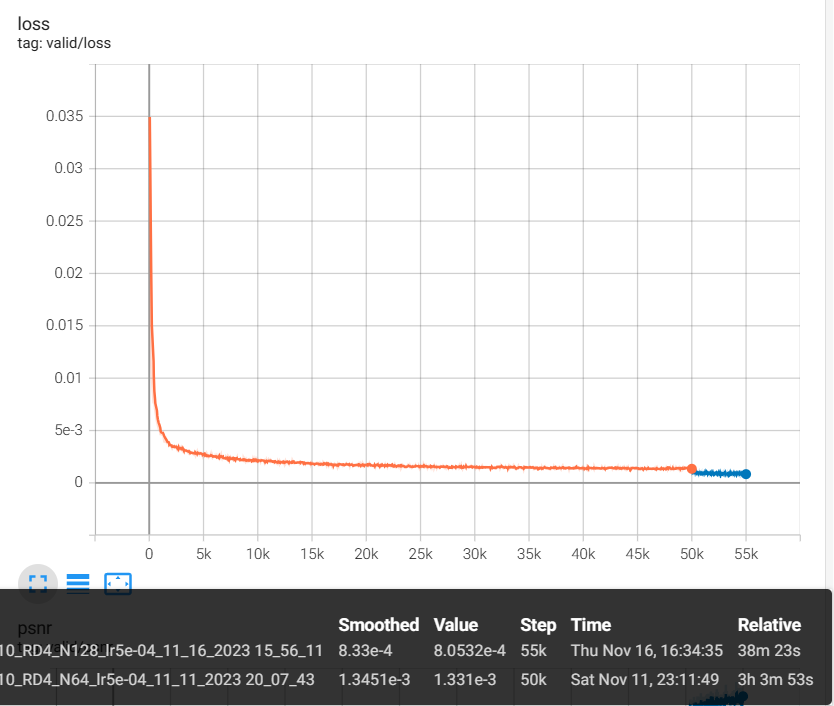 loss
tag: valid/loss
0.035
0.03
0.025
0.02
0.015
0.01
5e-3
0
0 5k 10k 15k 20k 25k 30k 35k 40k 45k 50k 55k
psnr
Smoothed Value Step Time Relative
10_RD4_N128_lr5e-04_11_16_2023 15_56_11 8.33e-4 8.0532e-4 55k Thu Nov 16, 16:34:35 38m 23s
10_RD4_N64_lr5e-04_11_11_2023 20_07_43 1.3451e-3 1.331e-3 50k Sat Nov 11, 23:11:49 3h 3m 53s